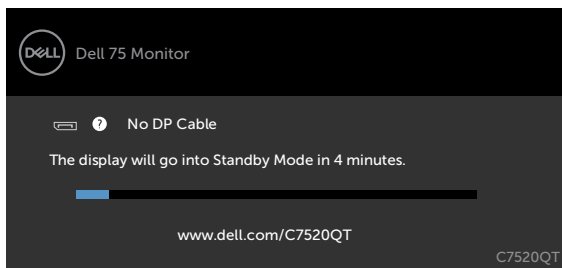 DELL
Dell 75 Monitor
? No DP Cable
The display will go into Standby Mode in 4 minutes.
www.dell.com/C7520QT
C7520QT